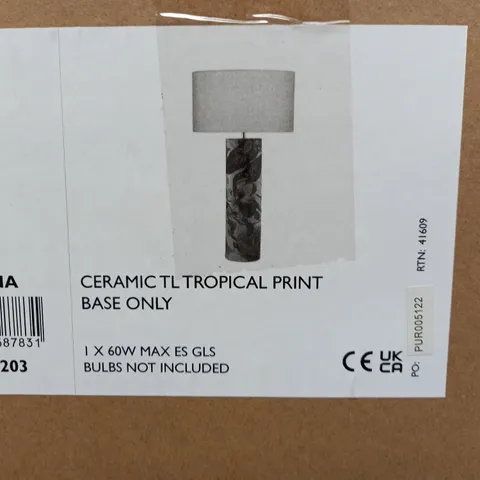 CERAMIC TL TROPICAL PRINT
BASE ONLY
1 X 60W MAX ES GLS
BULBS NOT INCLUDED
CE UK CA
PO: PUR005122
RTN: 41609
87831
203